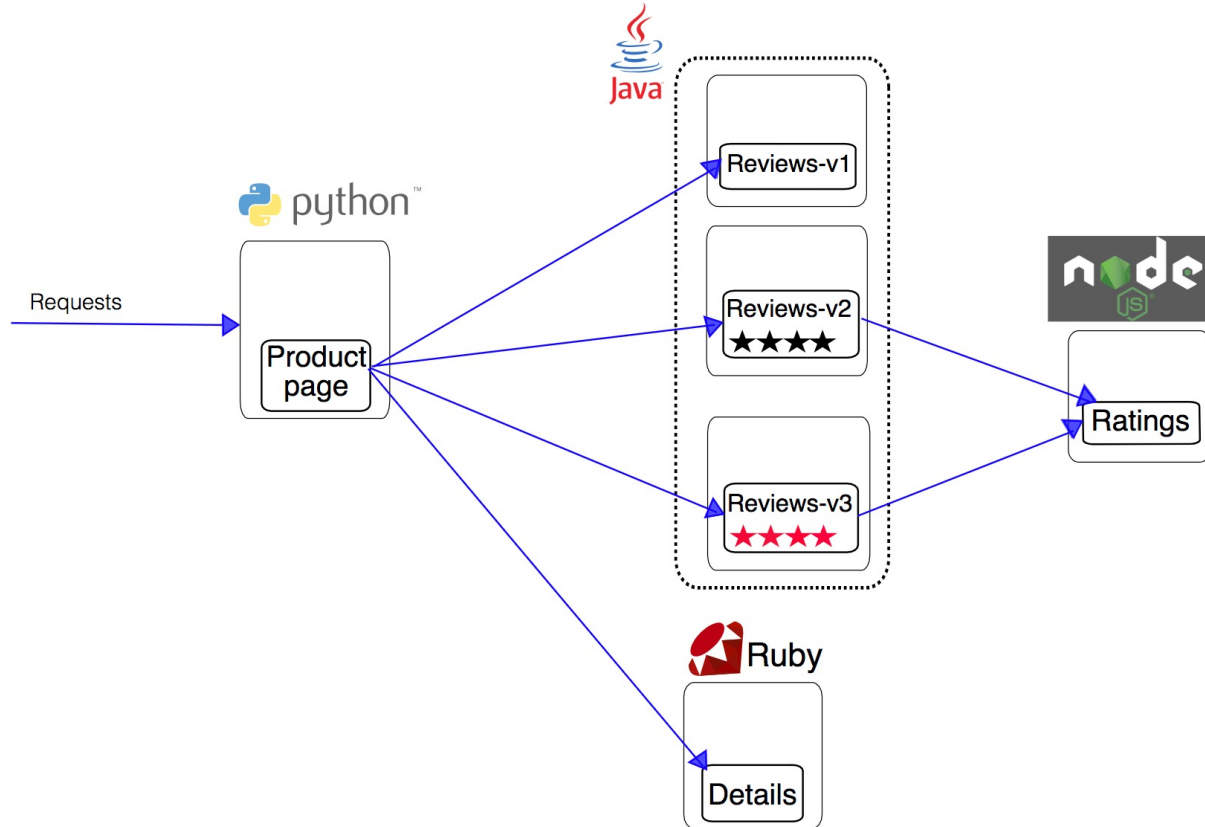 Java
Reviews-v1
python™
Requests
Product
page
Reviews-v2
Reviews-v3
node
JS®
Ratings
Ruby
Details